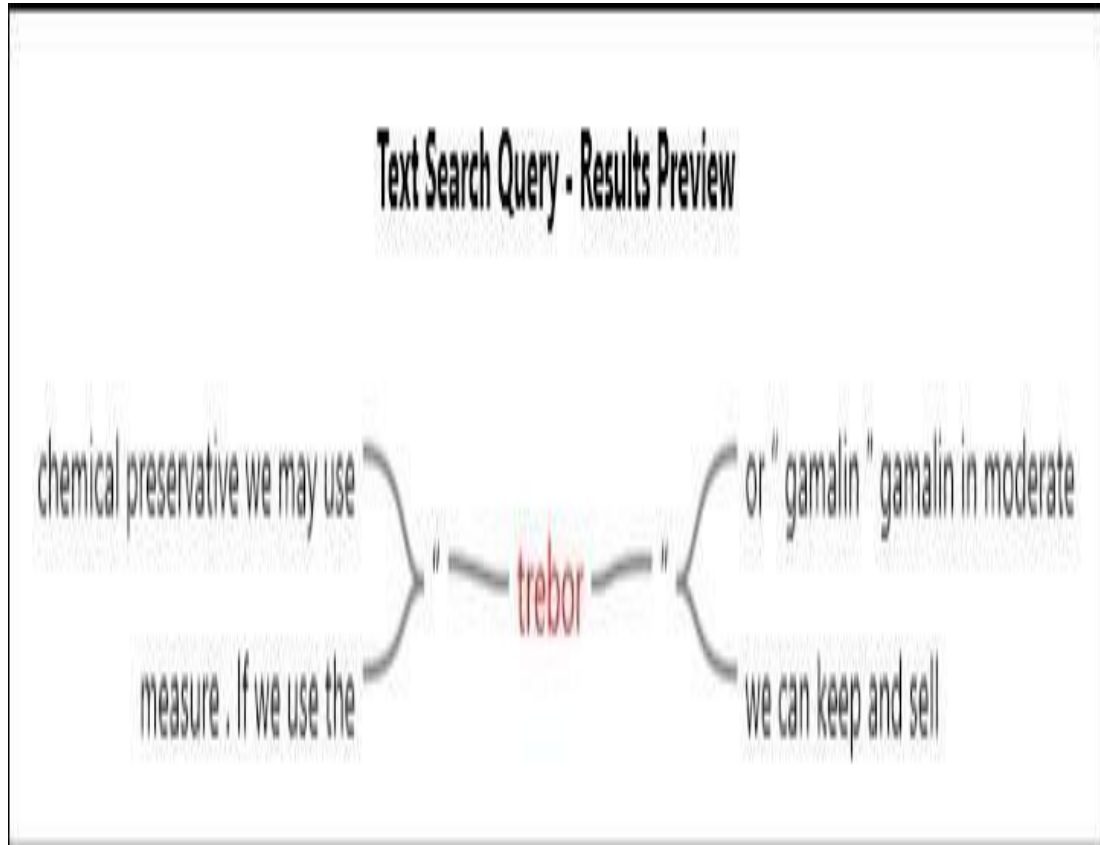 Text Search Query - Results Preview
chemical preservative we may use
or " gamalin " gamalin in moderate
" trebor "
measure . If we use the
we can keep and sell